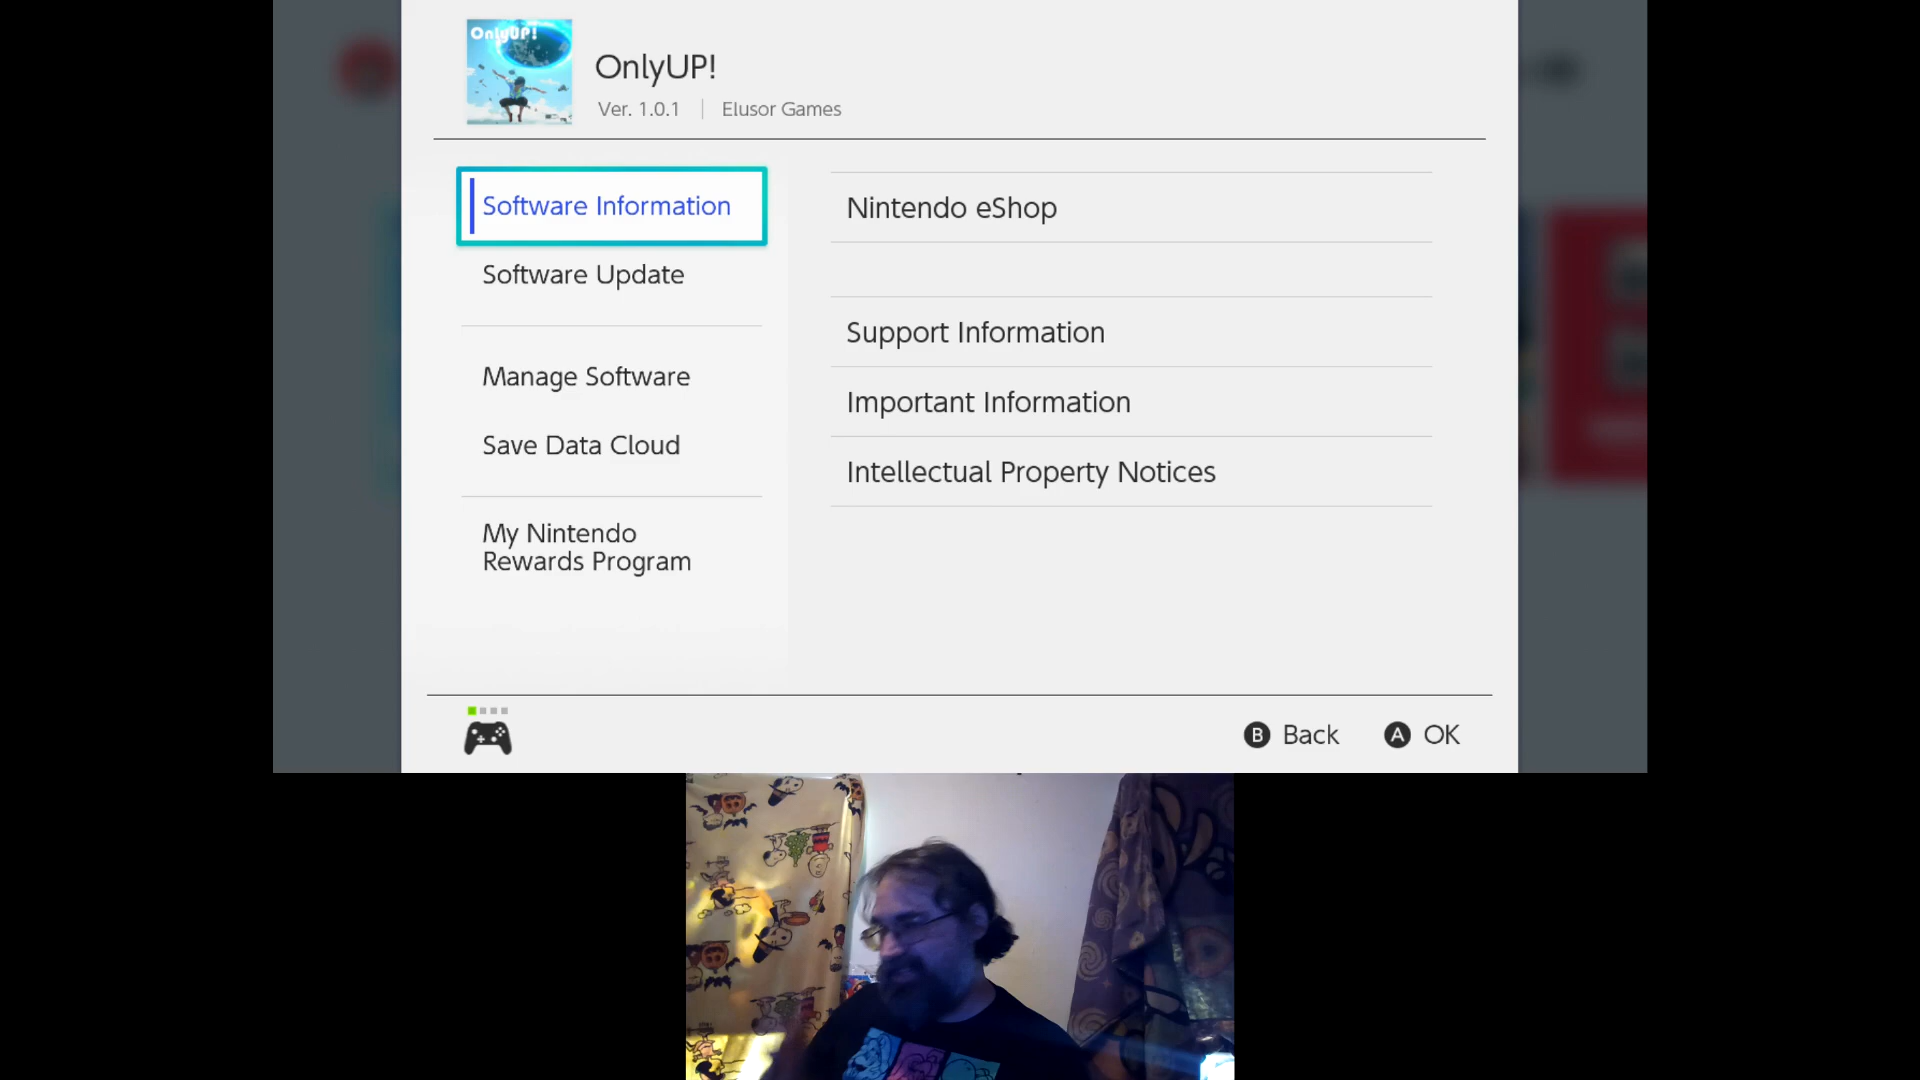 OnlyUP!
OnlyUP!
Ver. 1.0.1 | Elusor Games
Software Information
Software Update
Manage Software
Save Data Cloud
My Nintendo
Rewards Program
Nintendo eShop
Support Information
Important Information
Intellectual Property Notices
B Back
A OK